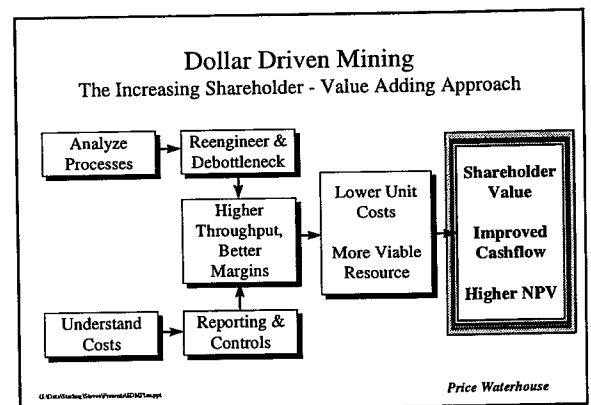 Dollar Driven Mining
The Increasing Shareholder - Value Adding Approach
Analyze
Processes
Reengineer &
Debottleneck
Higher
Throughput,
Better
Margins
Understand
Costs
Reporting &
Controls
Lower Unit
Costs
More Viable
Resource
Shareholder
Value
Improved
Cashflow
Higher NPV
Price Waterhouse